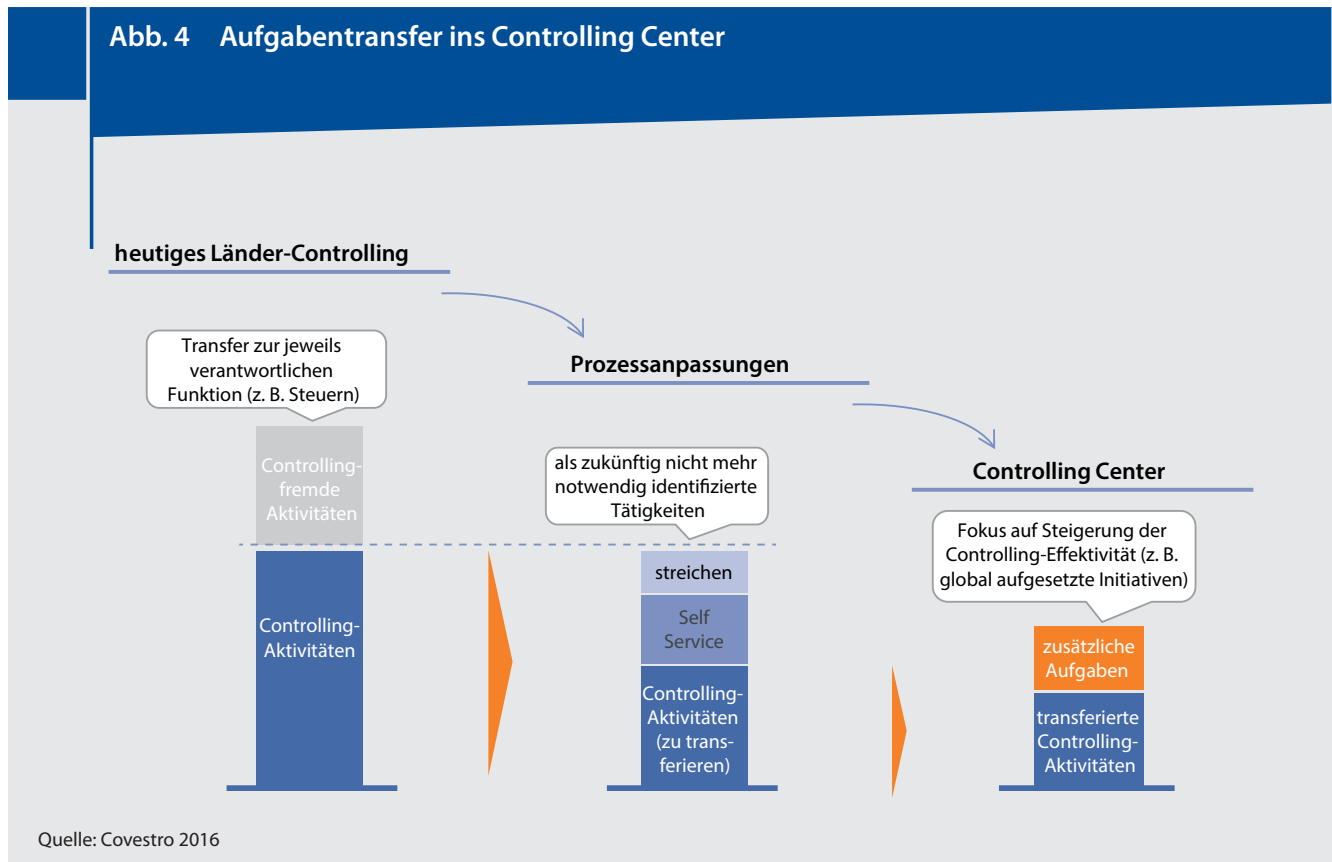 Abb. 4 Aufgabentransfer ins Controlling Center
heutiges Länder-Controlling
Transfer zur jeweils
verantwortlichen
Funktion (z. B. Steuern)
Controlling-
fremde
Aktivitäten
Controlling-
Aktivitäten
Prozessanpassungen
als zukünftig nicht mehr
notwendig identifizierte
Tätigkeiten
streichen
Self
Service
Controlling-
Aktivitäten
(zu trans-
ferieren)
Controlling Center
Fokus auf Steigerung der
Controlling-Effektivität (z. B.
global aufgesetzte Initiativen)
zusätzliche
Aufgaben
transferierte
Controlling-
Aktivitäten
Quelle: Covestro 2016